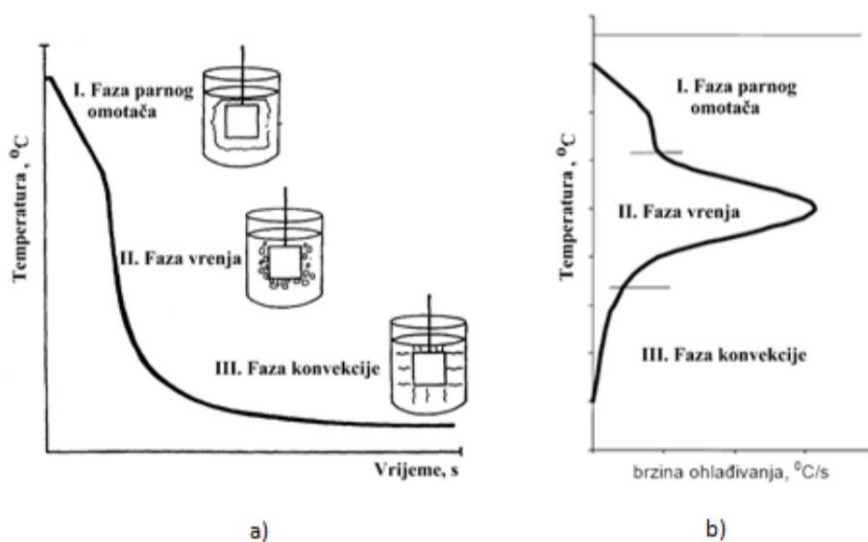 Temperatura, °C
I. Faza parnog
omotača
II. Faza vrenja
III. Faza konvekcije
Vrijeme, s
a)
Temperatura, °C
I. Faza parnog
omotača
II. Faza vrenja
III. Faza konvekcije
brzina ohlađivanja, °C/s
b)